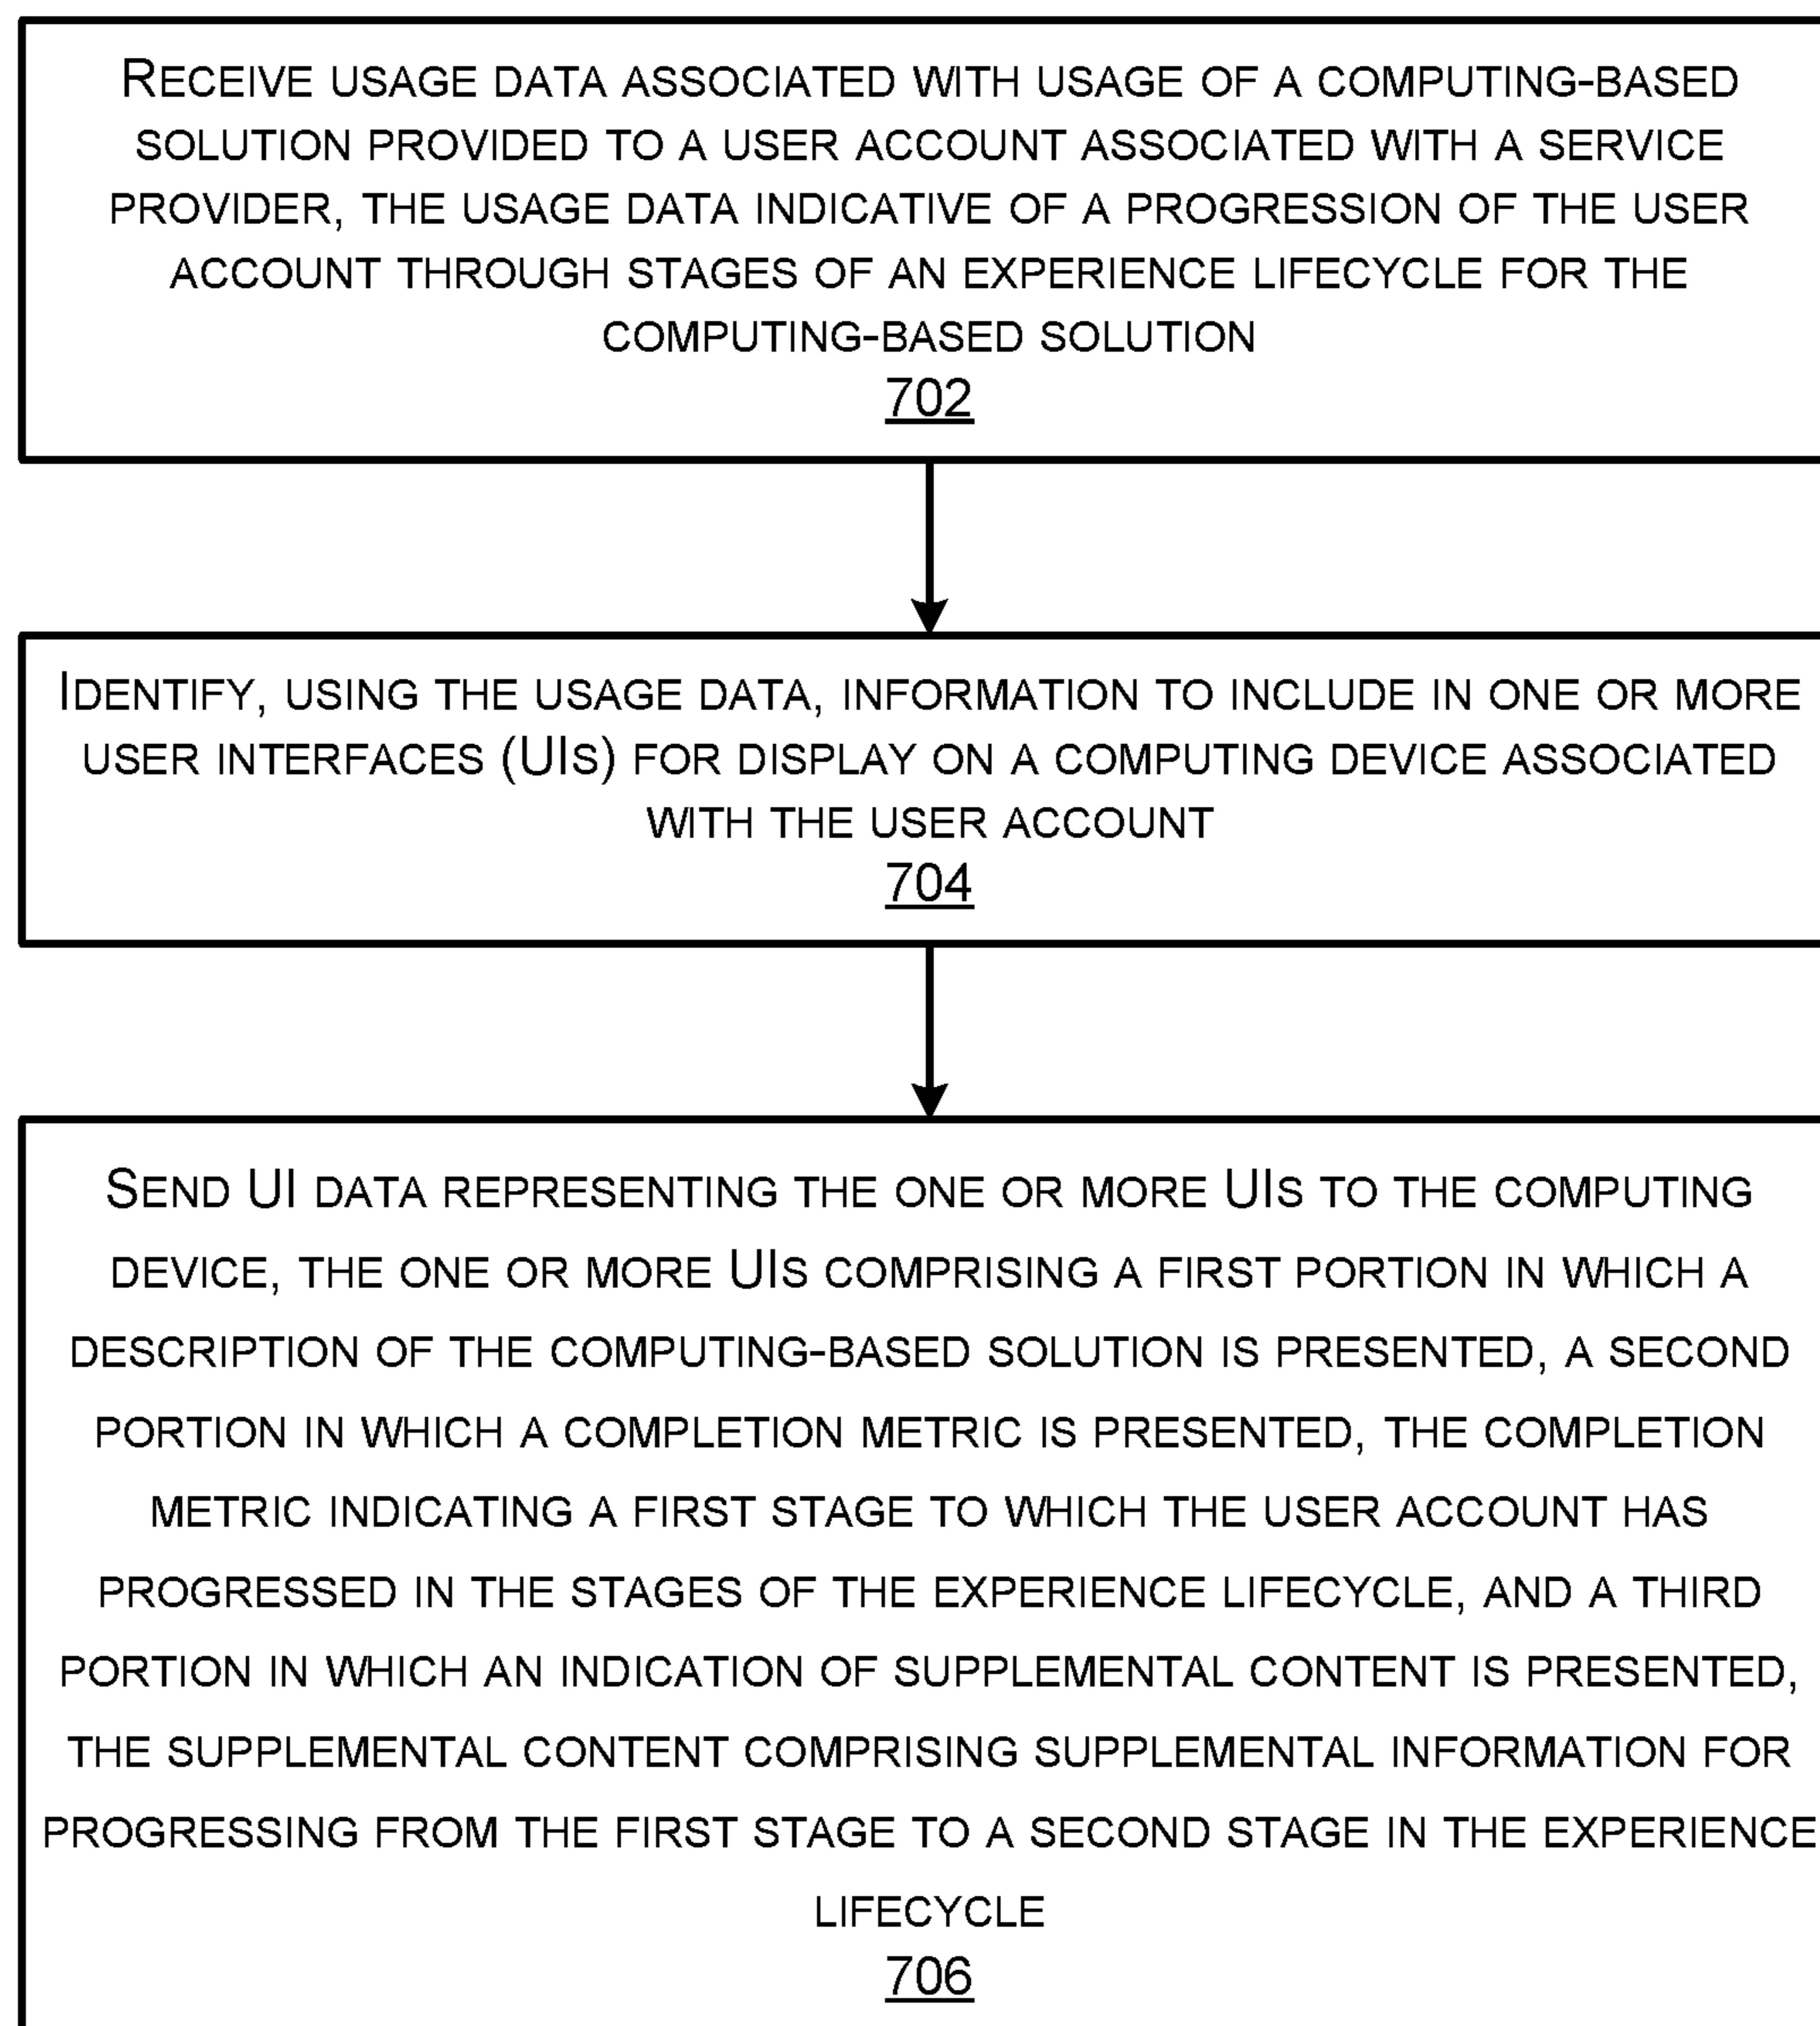 RECEIVE USAGE DATA ASSOCIATED WITH USAGE OF A COMPUTING-BASED
SOLUTION PROVIDED TO A USER ACCOUNT ASSOCIATED WITH A SERVICE
PROVIDER, THE USAGE DATA INDICATIVE OF A PROGRESSION OF THE USER
ACCOUNT THROUGH STAGES OF AN EXPERIENCE LIFECYCLE FOR THE
COMPUTING-BASED SOLUTION
702
IDENTIFY, USING THE USAGE DATA, INFORMATION TO INCLUDE IN ONE OR MORE
USER INTERFACES (UIS) FOR DISPLAY ON A COMPUTING DEVICE ASSOCIATED
WITH THE USER ACCOUNT
704
SEND UI DATA REPRESENTING THE ONE OR MORE UIS TO THE COMPUTING
DEVICE, THE ONE OR MORE UIS COMPRISING A FIRST PORTION IN WHICH A
DESCRIPTION OF THE COMPUTING-BASED SOLUTION IS PRESENTED, A SECOND
PORTION IN WHICH A COMPLETION METRIC IS PRESENTED, THE COMPLETION
METRIC INDICATING A FIRST STAGE TO WHICH THE USER ACCOUNT HAS
PROGRESSED IN THE STAGES OF THE EXPERIENCE LIFECYCLE, AND A THIRD
PORTION IN WHICH AN INDICATION OF SUPPLEMENTAL CONTENT IS PRESENTED,
THE SUPPLEMENTAL CONTENT COMPRISING SUPPLEMENTAL INFORMATION FOR
PROGRESSING FROM THE FIRST STAGE TO A SECOND STAGE IN THE EXPERIENCE
LIFECYCLE
706